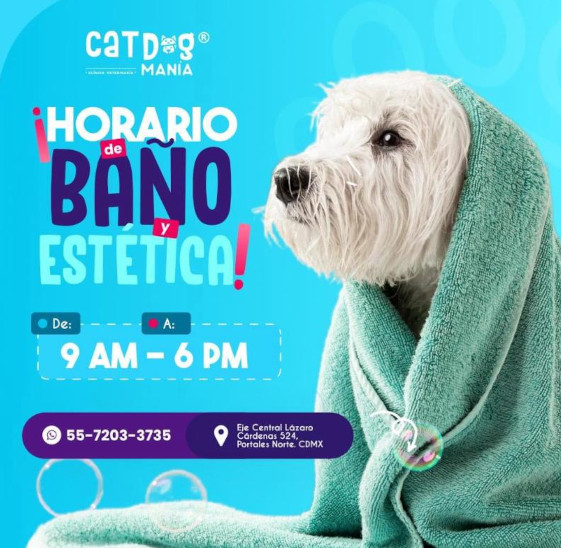 CATDOG®
MANÍA
¡HORARIO
de
BAÑO
y
ESTÉTICA!
De: A:
9 AM – 6 PM
55-7203-3735
Eje Central Lázaro
Cárdenas 524,
Portales Norte. CDMX